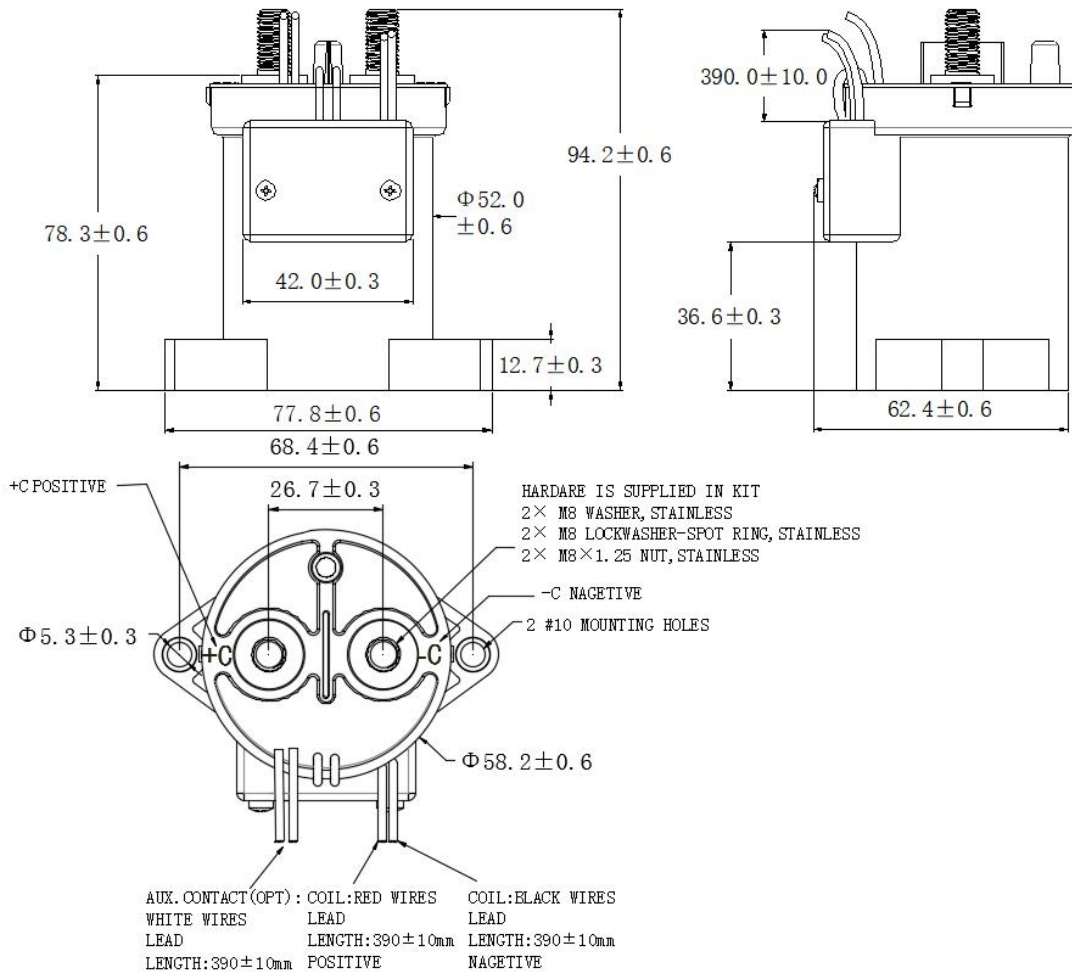 390.0±10.0
94.2±0.6
Φ52.0
±0.6
78.3±0.6
42.0±0.3
36.6±0.3
12.7±0.3
77.8±0.6
62.4±0.6
68.4±0.6
+C POSITIVE
26.7±0.3
HARDARE IS SUPPLIED IN KIT
2× M8 WASHER, STAINLESS
2× M8 LOCKWASHER-SPOT RING, STAINLESS
2× M8×1.25 NUT, STAINLESS
-C NAGETIVE
2 #10 MOUNTING HOLES
Φ5.3±0.3
+C
-C
Φ58.2±0.6
AUX. CONTACT(OPT):
WHITE WIRES
LEAD
LENGTH:390±10mm
COIL:RED WIRES
LEAD
LENGTH:390±10mm
POSITIVE
COIL:BLACK WIRES
LEAD
LENGTH:390±10mm
NAGETIVE